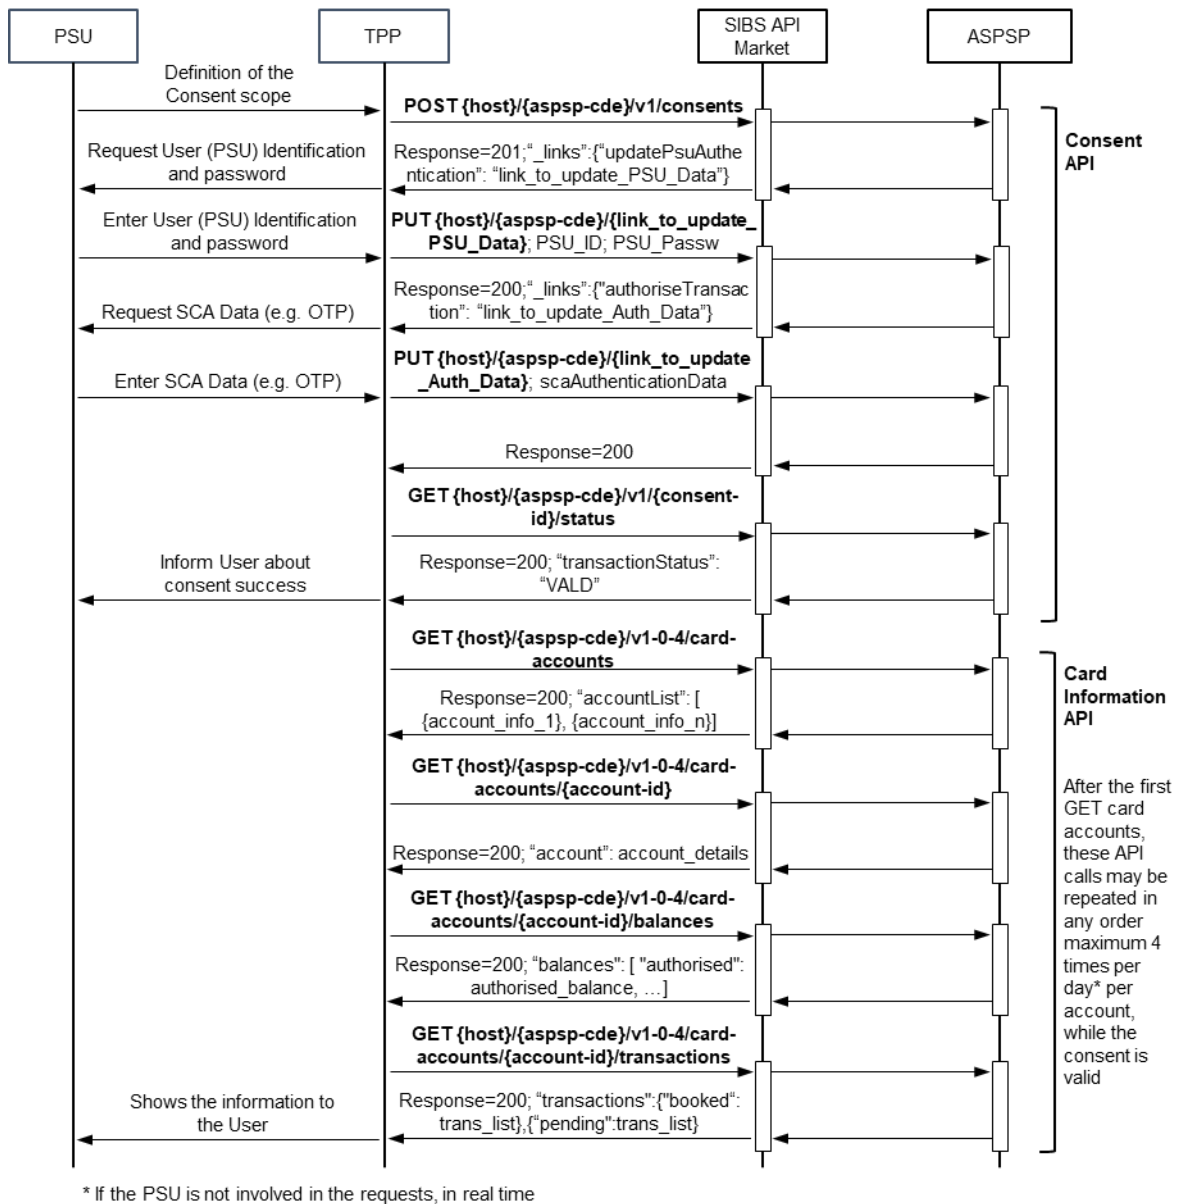 PSU
TPP
SIBS API
Market
ASPSP
Definition of the
Consent scope
POST {host}/{aspsp-cde}/v1/consents
Consent
API
Request User (PSU) Identification
and password
Response=201;“_links”:{“updatePsuAuthe
ntication”: “link_to_update_PSU_Data”}
Enter User (PSU) Identification
and password
PUT {host}/{aspsp-cde}/{link_to_update_
PSU_Data}; PSU_ID; PSU_Passw
Response=200;“_links”:{"authoriseTransac
tion”: “link_to_update_Auth_Data”}
Request SCA Data (e.g. OTP)
PUT {host}/{aspsp-cde}/{link_to_update
_Auth_Data}; scaAuthenticationData
Enter SCA Data (e.g. OTP)
Response=200
GET {host}/{aspsp-cde}/v1/{consent-
id}/status
Inform User about
consent success
Response=200; “transactionStatus”:
“VALD”
GET {host}/{aspsp-cde}/v1-0-4/card-
accounts
Card
Information
API
Response=200; “accountList”: [
{account_info_1}, {account_info_n}]
GET {host}/{aspsp-cde}/v1-0-4/card-
accounts/{account-id}
Response=200; “account”: account_details
GET {host}/{aspsp-cde}/v1-0-4/card-
accounts/{account-id}/balances
Response=200; “balances": [ "authorised":
authorised_balance, …]
GET {host}/{aspsp-cde}/v1-0-4/card-
accounts/{account-id}/transactions
After the first
GET card
accounts,
these API
calls may be
repeated in
any order
maximum 4
times per
day* per
account,
while the
consent is
valid
Shows the information to
the User
Response=200; “transactions":{"booked“:
trans_list},{“pending":trans_list}
* If the PSU is not involved in the requests, in real time